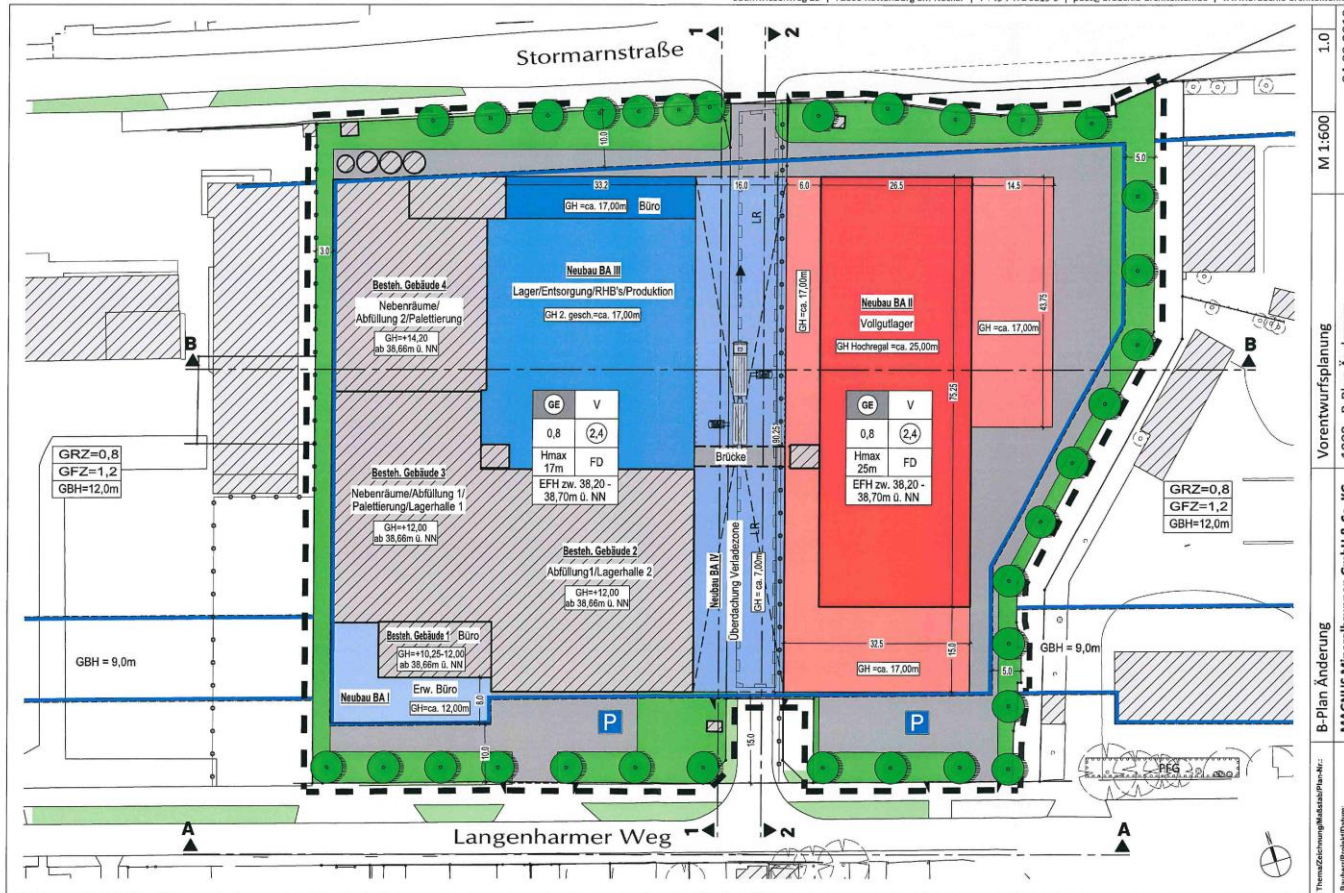 Stormarnstraße
1
2
10,0
5.0
33,2
16.0
6.0
26.5
14.5
GH =ca. 17,00m
Büro
LR
3.0
Besteh. Gebäude 4
Nebenräume/
Abfüllung 2/Palettierung
GH=+14,20
ab 38,66m ü. NN
Neubau BA III
Lager/Entsorgung/RHB's/Produktion
GH 2. gesch.=ca. 17,00m
GH =ca. 17,00m
Neubau BA II
Vollgutlager
GH Hochregal =ca. 25,00m
GH =ca. 17,00m
43,75
75.25
90,25
B
B
GE V
0,8 2,4
Hmax 17m FD
EFH zw. 38,20 -
38,70m ü. NN
GE V
0,8 2,4
Hmax 25m FD
EFH zw. 38,20 -
38,70m ü. NN
Brücke
GRZ=0,8
GFZ=1,2
GBH=12,0m
Besteh. Gebäude 3
Nebenräume/Abfüllung 1/
Palettierung/Lagerhalle 1
GH=+12,00
ab 38,66m ü. NN
Besteh. Gebäude 2
Abfüllung1/Lagerhalle 2
GH=+12,00
ab 38,66m ü. NN
Neubau BA IV
Überdachung Verladezone
GH = ca. 7,00m
LR
GRZ=0,8
GFZ=1,2
GBH=12,0m
GBH = 9,0m
Besteh. Gebäude 1 Büro
GH=+10,25-12,00
ab 38,66m ü. NN
Neubau BA I
Erw. Büro
GH=ca. 12,00m
6.0
32.5
15.0
GH =ca. 17,00m
5.0
GBH = 9,0m
P
P
10,0
15.0
PFG
1
2
A
A
Langenharmer Weg
1.0
M 1:600
Vorentwurfsplanung
B-Plan Änderung
Thema/Zeichnung/Maßstab/Plan-Nr.: